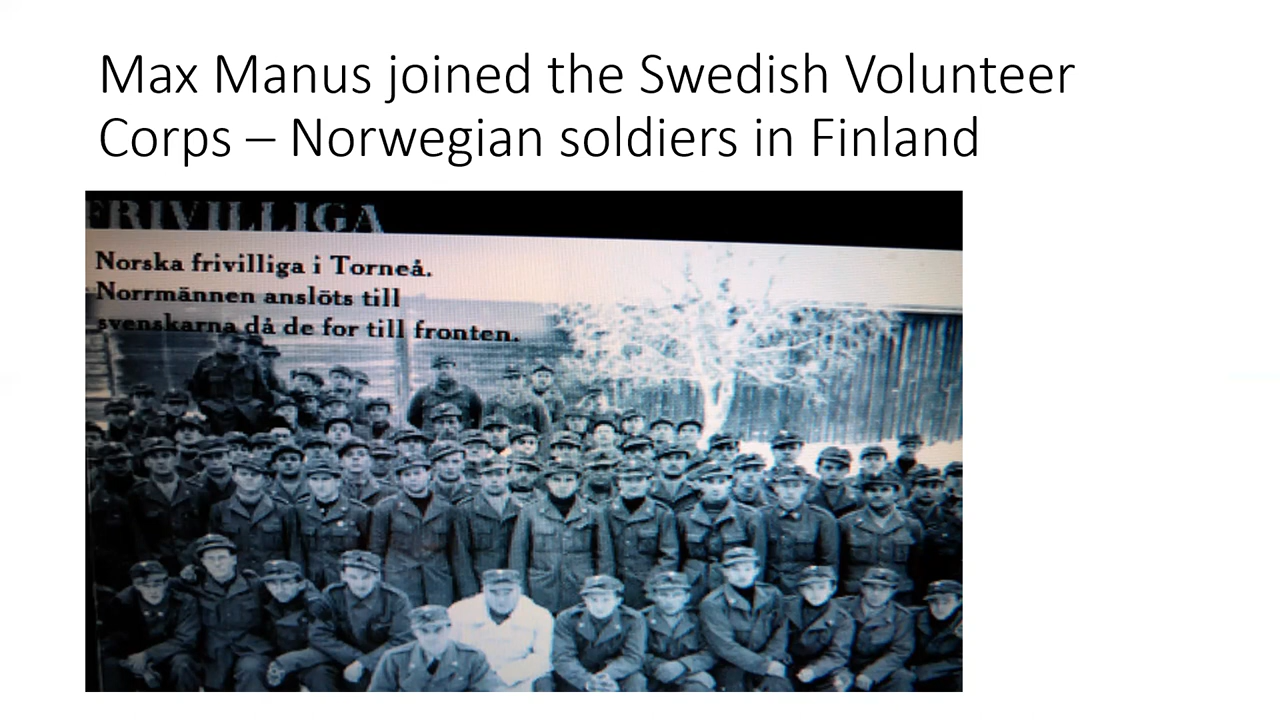 Max Manus joined the Swedish Volunteer
Corps – Norwegian soldiers in Finland
FRIVILLIGA
Norska frivilliga i Torneå.
Norrmännen anslöts till
svenskarna då de for till fronten.